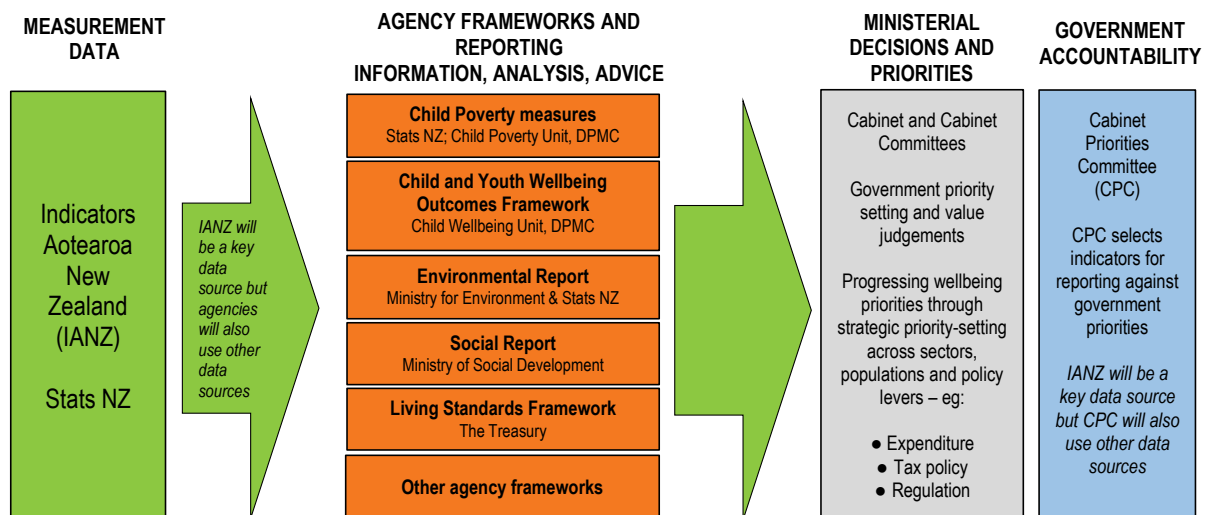 MEASUREMENT
DATA
AGENCY FRAMEWORKS AND
REPORTING
INFORMATION, ANALYSIS, ADVICE
MINISTERIAL
DECISIONS AND
PRIORITIES
GOVERNMENT
ACCOUNTABILITY
Indicators
Aotearoa
New
Zealand
(IANZ)
Stats NZ
IANZ will
be a key
data
source but
agencies
will also
use other
data
sources
Child Poverty measures
Stats NZ; Child Poverty Unit, DPMC
Child and Youth Wellbeing
Outcomes Framework
Child Wellbeing Unit, DPMC
Environmental Report
Ministry for Environment & Stats NZ
Social Report
Ministry of Social Development
Living Standards Framework
The Treasury
Other agency frameworks
Cabinet and Cabinet
Committees
Government priority
setting and value
judgements
Progressing wellbeing
priorities through
strategic priority-setting
across sectors,
populations and policy
levers – eg:
● Expenditure
● Tax policy
● Regulation
Cabinet
Priorities
Committee
(CPC)
CPC selects
indicators for
reporting against
government
priorities
IANZ will be a
key data source
but CPC will also
use other data
sources